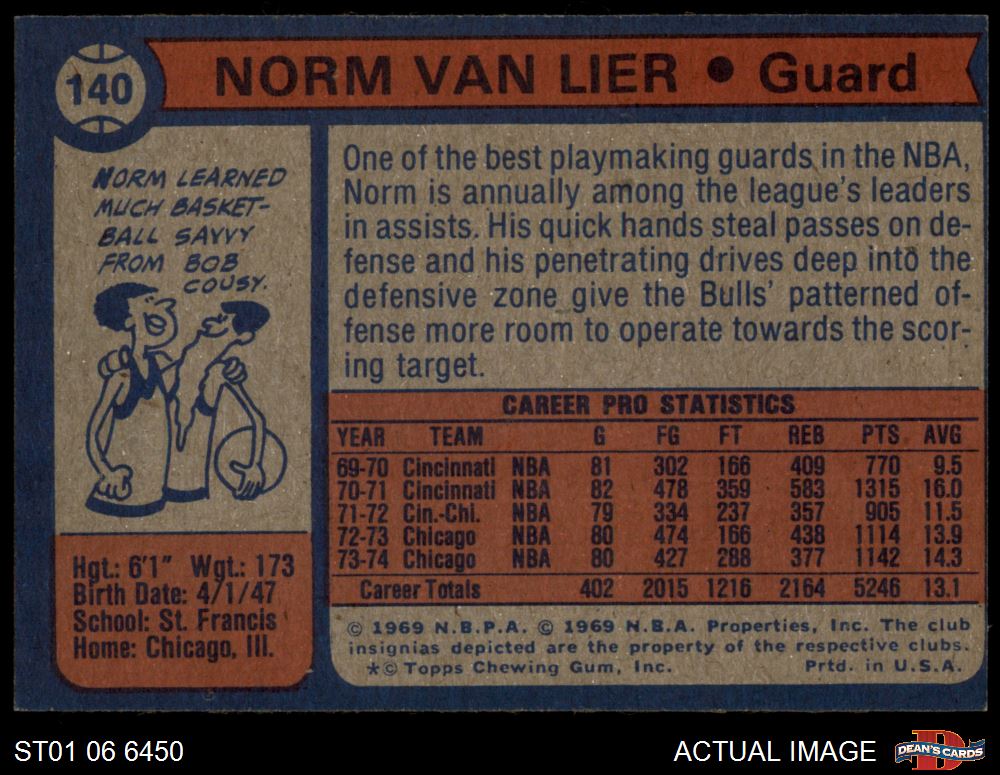 140
NORM VAN LIER • Guard
NORM LEARNED
MUCH BASKET-
BALL SAVVY
FROM BOB
COUSY.
Hgt.: 6'1" Wgt.: 173
Birth Date: 4/1/47
School: St. Francis
Home: Chicago, Ill.
One of the best playmaking guards in the NBA,
Norm is annually among the league's leaders
in assists. His quick hands steal passes on de-
fense and his penetrating drives deep into the
defensive zone give the Bulls' patterned of-
fense more room to operate towards the scor-
ing target.
CAREER PRO STATISTICS
YEAR TEAM G FG FT REB PTS AVG
69-70 Cincinnati NBA 81 302 166 409 770 9.5
70-71 Cincinnati NBA 82 478 359 583 1315 16.0
71-72 Cin.-Chi. NBA 79 334 237 357 905 11.5
72-73 Chicago NBA 80 474 166 438 1114 13.9
73-74 Chicago NBA 80 427 288 377 1142 14.3
Career Totals 402 2015 1216 2164 5246 13.1
© 1969 N.B.P.A. © 1969 N.B.A. Properties, Inc. The club
insignias depicted are the property of the respective clubs.
*© Topps Chewing Gum, Inc. Prtd. in U.S.A.
ST01 06 6450
ACTUAL IMAGE
DEAN'S CARDS